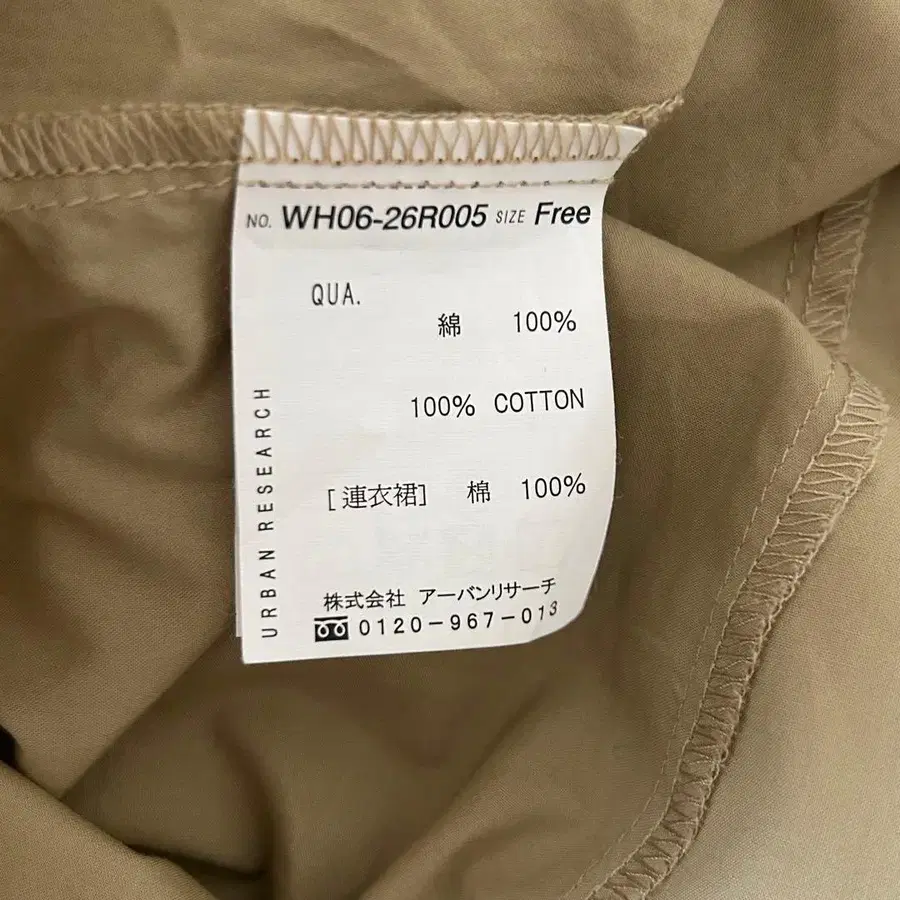 NO. WH06-26R005 SIZE Free
QUA.
綿 100%
100% COTTON
[連衣裙] 棉 100%
株式会社 アーバンリサーチ
0120-967-013
URBAN RESEARCH